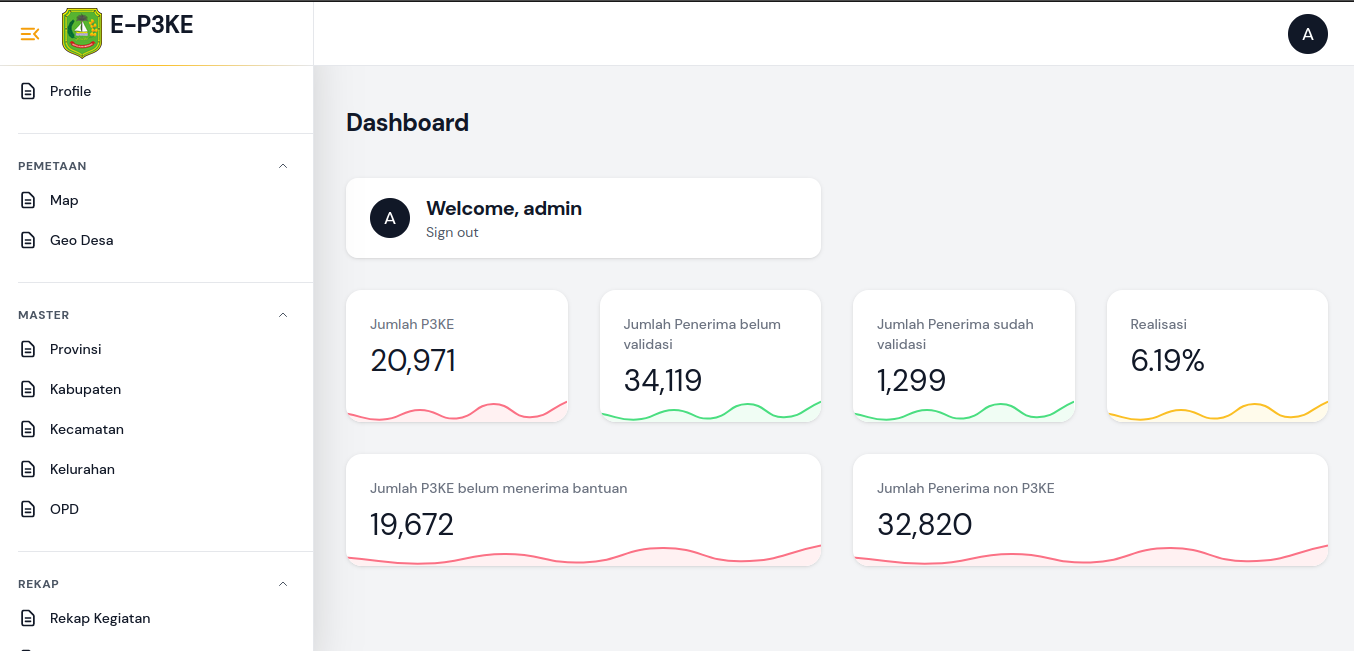 E-P3KE
A
Profile
PEMETAAN
Map
Geo Desa
MASTER
Provinsi
Kabupaten
Kecamatan
Kelurahan
OPD
REKAP
Rekap Kegiatan
Dashboard
A
Welcome, admin
Sign out
Jumlah P3KE
20,971
Jumlah Penerima belum
validasi
34,119
Jumlah Penerima sudah
validasi
1,299
Realisasi
6.19%
Jumlah P3KE belum menerima bantuan
19,672
Jumlah Penerima non P3KE
32,820